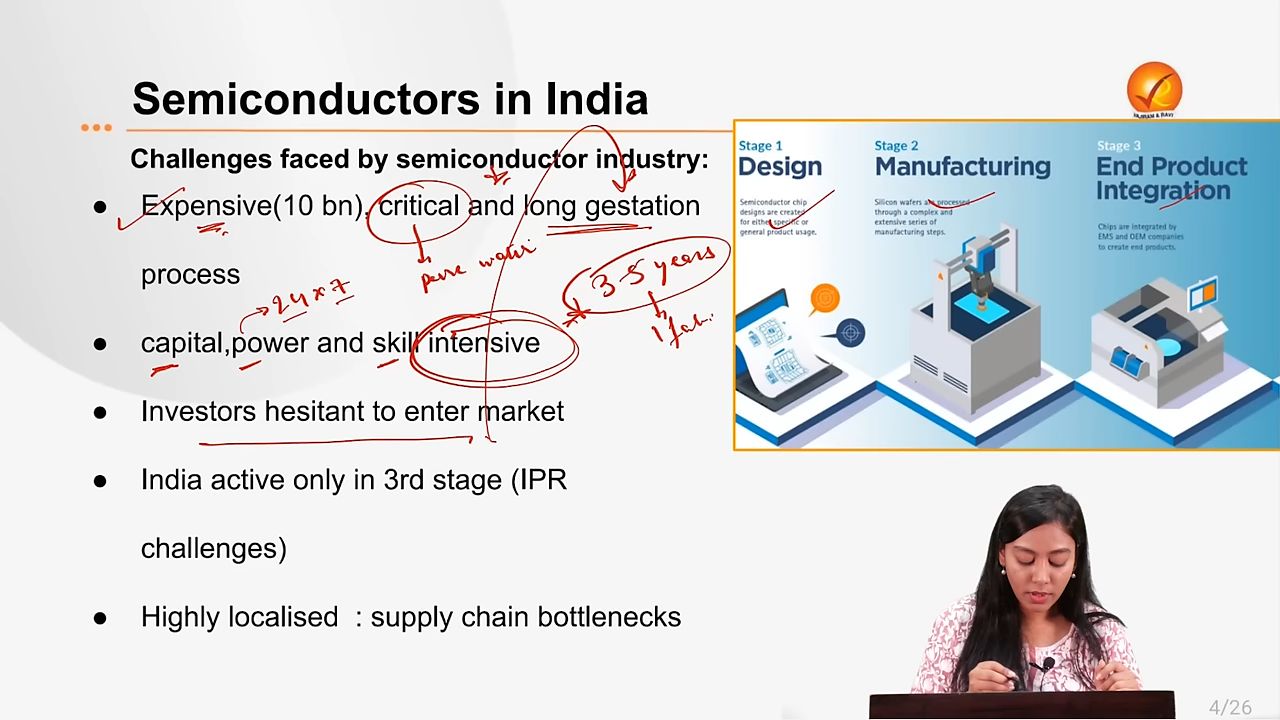 Semiconductors in India
VAJIRAM & RAVI
Challenges faced by semiconductor industry:
● Expensive(10 bn), critical and long gestation
process
pure water
24x7
3-5 years
1 fab.
● capital,power and skill intensive
● Investors hesitant to enter market
● India active only in 3rd stage (IPR
challenges)
● Highly localised : supply chain bottlenecks
Stage 1
Design
Semiconductor chip
designs are created
for either specific or
general product usage.
Stage 2
Manufacturing
Silicon wafers are processed
through a complex and
extensive series of
manufacturing steps.
Stage 3
End Product
Integration
Chips are integrated by
EMS and OEM companies
to create end products.
4/26